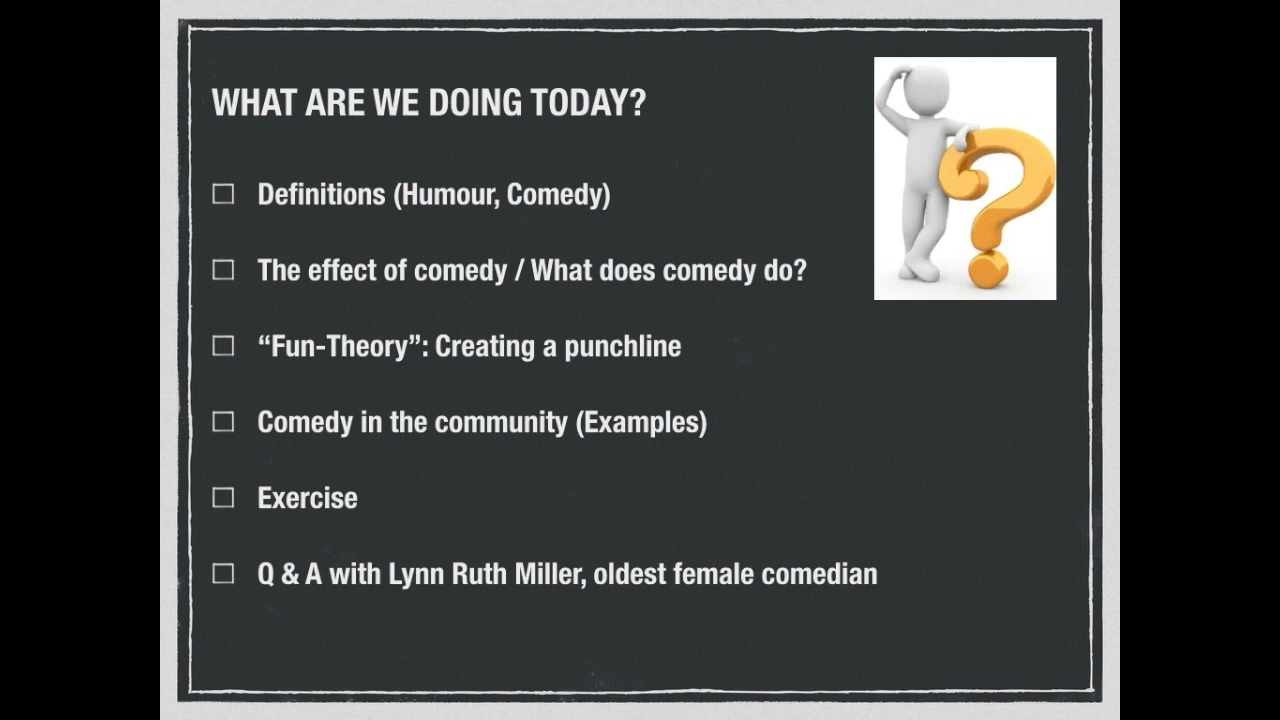 WHAT ARE WE DOING TODAY?
Definitions (Humour, Comedy)
The effect of comedy / What does comedy do?
“Fun-Theory”: Creating a punchline
Comedy in the community (Examples)
Exercise
Q & A with Lynn Ruth Miller, oldest female comedian